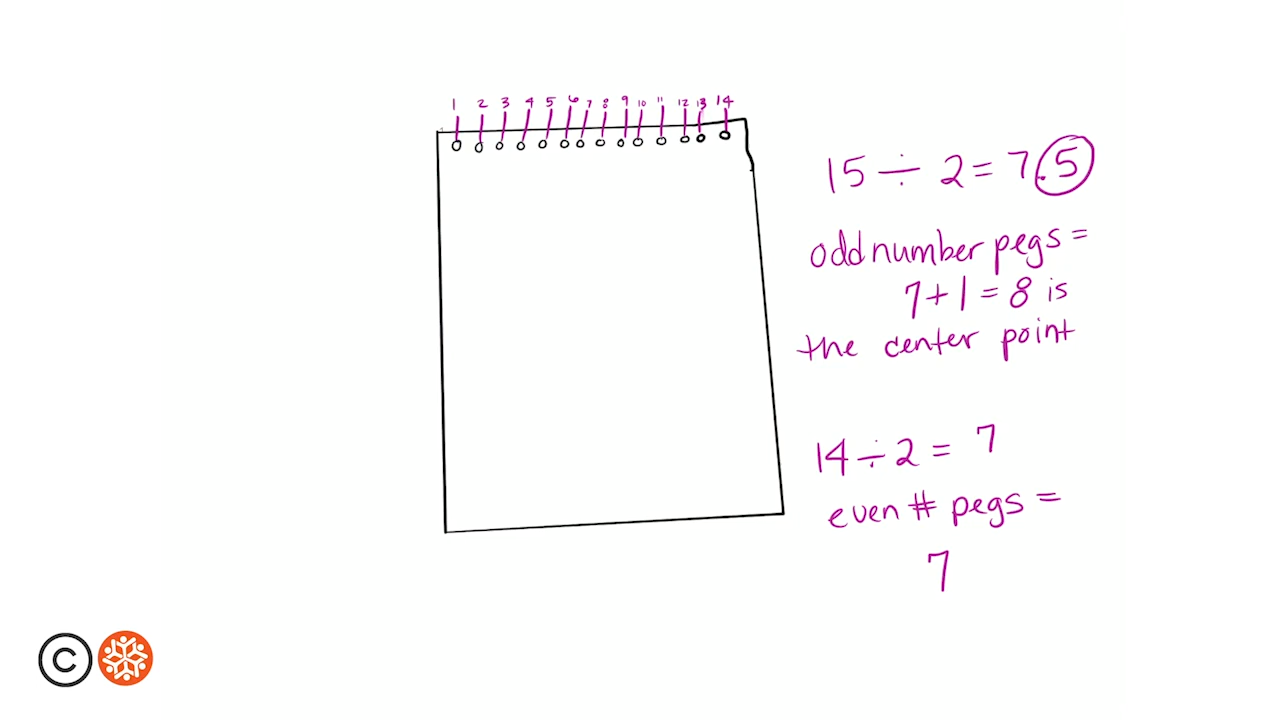 1 2 3 4 5 6 7 8 9 10 11 12 13 14
15 ÷ 2 = 7.5
odd number pegs =
7 + 1 = 8 is
the center point
14 ÷ 2 = 7
even # pegs =
7
©